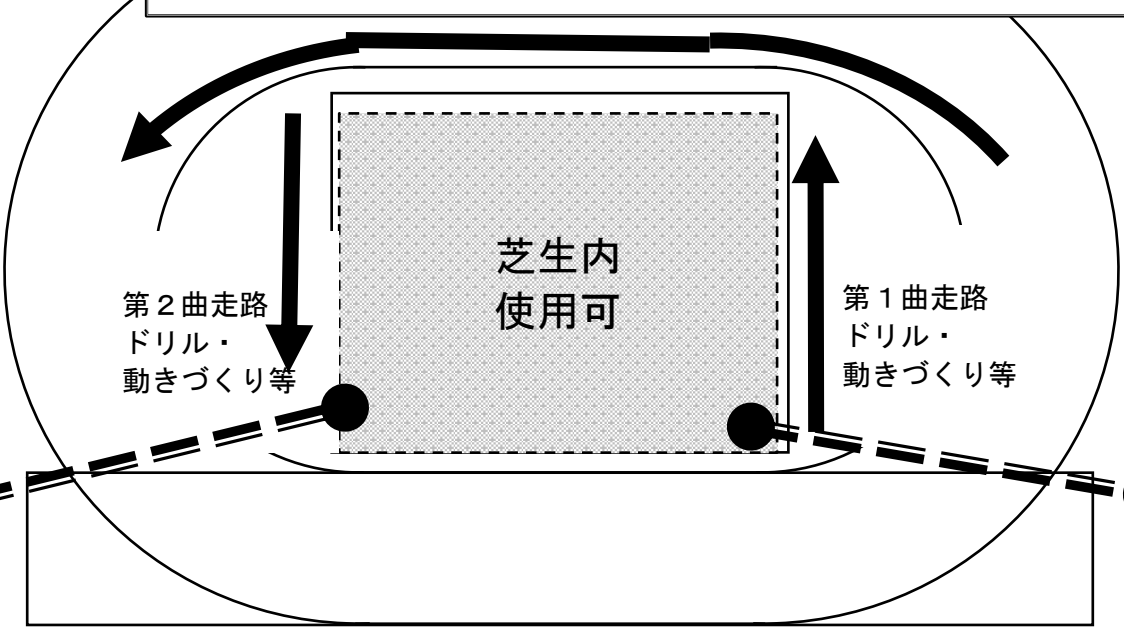 芝生内
使用可
第２曲走路
ドリル・
動きづくり等
第１曲走路
ドリル・
動きづくり等